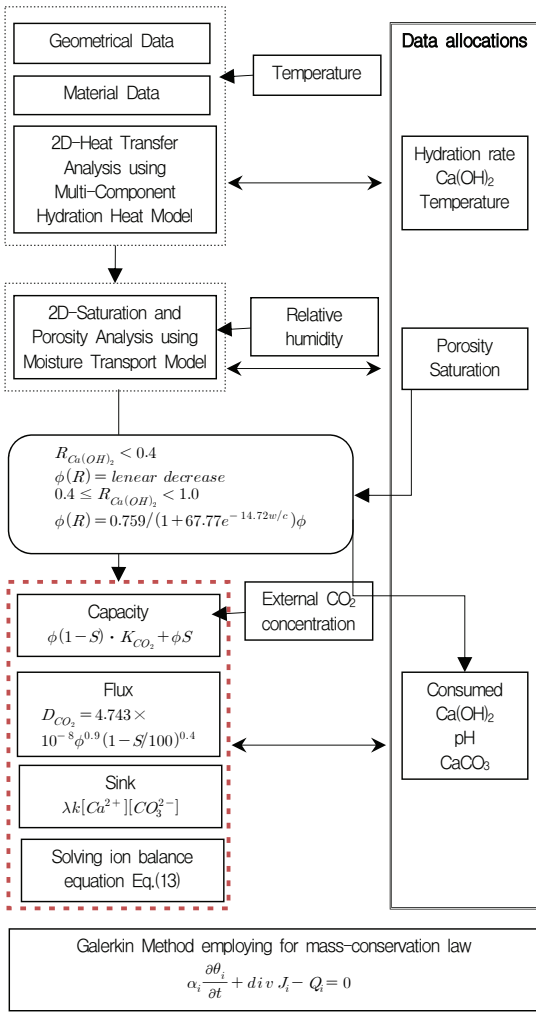 Geometrical Data
Material Data
2D-Heat Transfer
Analysis using
Multi-Component
Hydration Heat Model
Temperature
Data allocations
Hydration rate
Ca(OH)₂
Temperature
2D-Saturation and
Porosity Analysis using
Moisture Transport Model
Relative
humidity
Porosity
Saturation
R_{Ca(OH)₂} < 0.4
ϕ(R) = lenear decrease
0.4 ≤ R_{Ca(OH)₂} < 1.0
ϕ(R) = 0.759/(1+67.77e^{-14.72w/c})ϕ
Capacity
ϕ(1-S)・K_{CO₂}+ϕS
External CO₂
concentration
Flux
D_{CO₂} = 4.743×
10^{-8}ϕ^{0.9}(1-S/100)^{0.4}
Sink
λk[Ca^{2+}][CO₃^{2-}]
Solving ion balance
equation Eq.(13)
Consumed
Ca(OH)₂
pH
CaCO₃
Galerkin Method employing for mass-conservation law
α_i ∂θ_i/∂t + div J_i − Q_i = 0